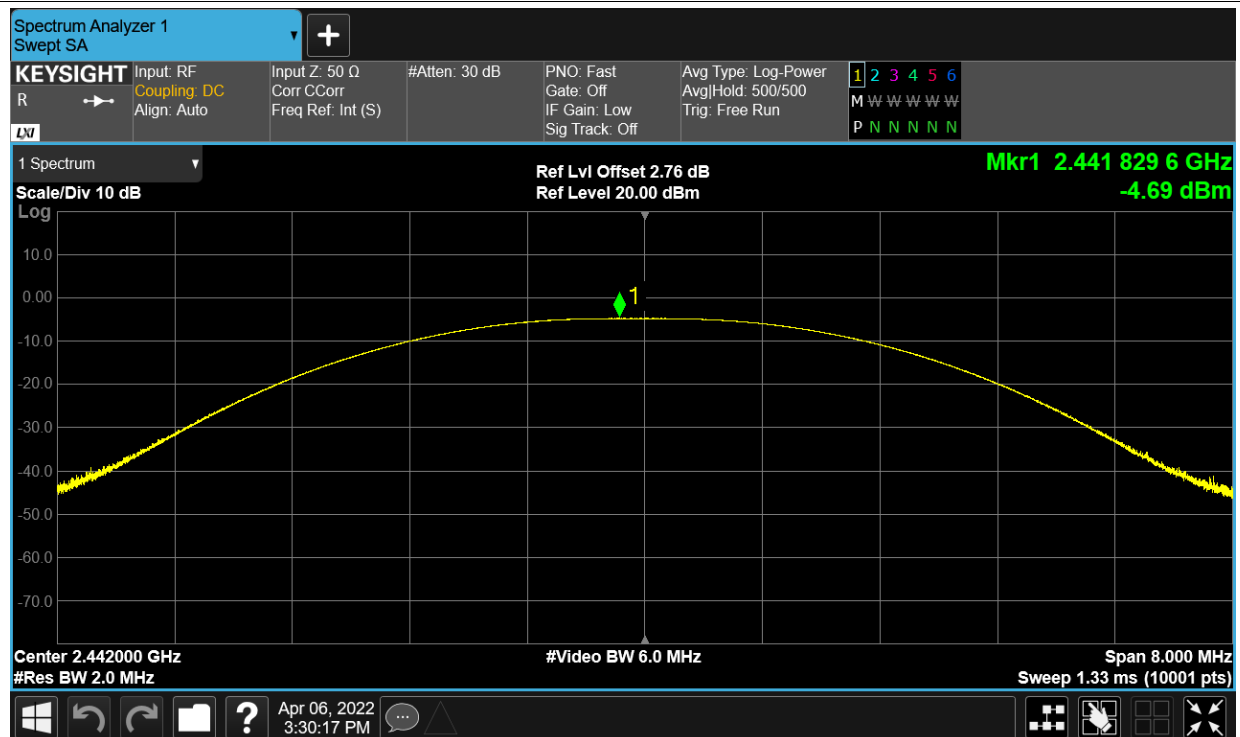 Spectrum Analyzer 1
Swept SA
KEYSIGHT
R
LXI
Input: RF
Coupling: DC
Align: Auto
Input Z: 50 Ω
Corr CCorr
Freq Ref: Int (S)
#Atten: 30 dB
PNO: Fast
Gate: Off
IF Gain: Low
Sig Track: Off
Avg Type: Log-Power
Avg|Hold: 500/500
Trig: Free Run
1 2 3 4 5 6
M W W W W W
P N N N N N
1 Spectrum
Scale/Div 10 dB
Ref Lvl Offset 2.76 dB
Ref Level 20.00 dBm
Mkr1 2.441 829 6 GHz
-4.69 dBm
Log
10.0
0.00
-10.0
-20.0
-30.0
-40.0
-50.0
-60.0
-70.0
1
Center 2.442000 GHz
#Res BW 2.0 MHz
#Video BW 6.0 MHz
Span 8.000 MHz
Sweep 1.33 ms (10001 pts)
?
Apr 06, 2022
3:30:17 PM